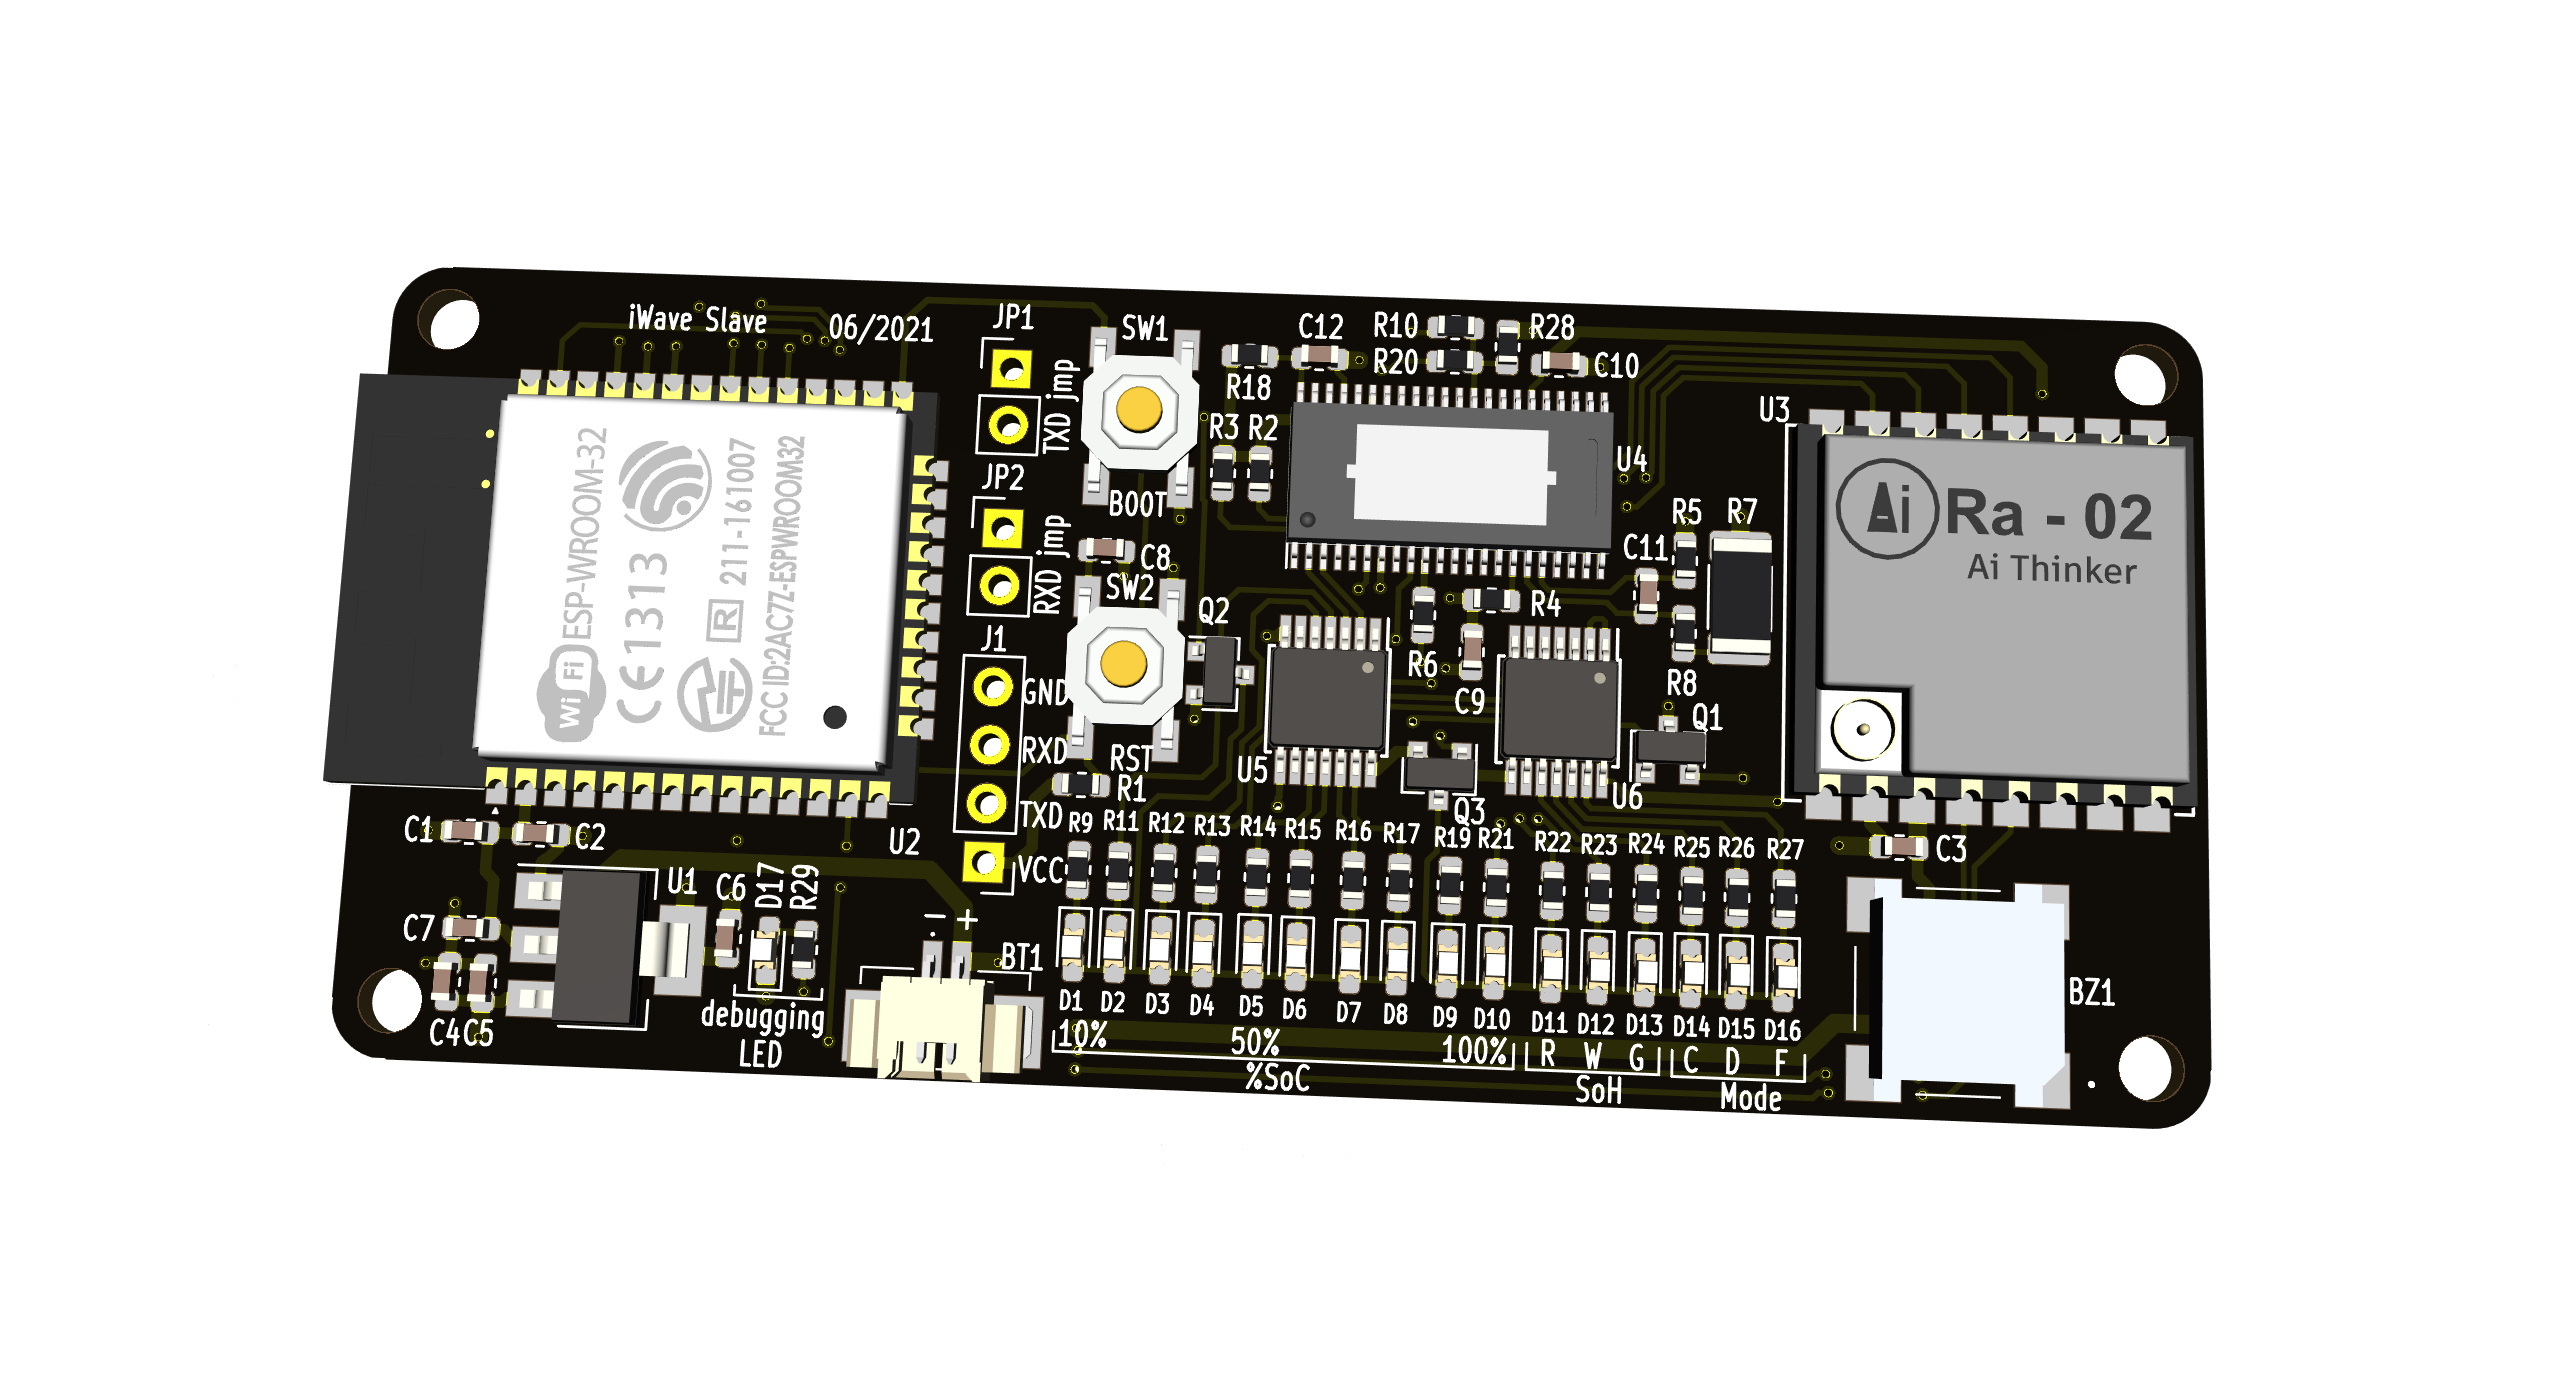 iWave Slave
06/2021
JP1
jmp
TXD
JP2
jmp
RXD
J1
GND
RXD
TXD
VCC
SW1
BOOT
C8
SW2
RST
R1
Q2
C12
R10
R28
R20
C10
R18
R3
R2
U4
R5
R7
C11
R4
R6
C9
R8
Q1
U5
Q3
U6
U3
Ai
Ra - 02
Ai Thinker
C3
BZ1
WiFi
ESP-WROOM-32
CE1313
R 211-161007
FCC ID:2AC7Z-ESPWROOM32
U2
C1
C2
U1
C6
D17
R29
C7
C4
C5
debugging
LED
- +
BT1
R9 R11 R12 R13 R14 R15 R16 R17 R19 R21 R22 R23 R24 R25 R26 R27
D1 D2 D3 D4 D5 D6 D7 D8 D9 D10 D11 D12 D13 D14 D15 D16
10% 50% 100% R W G C D F
%SoC SoH Mode